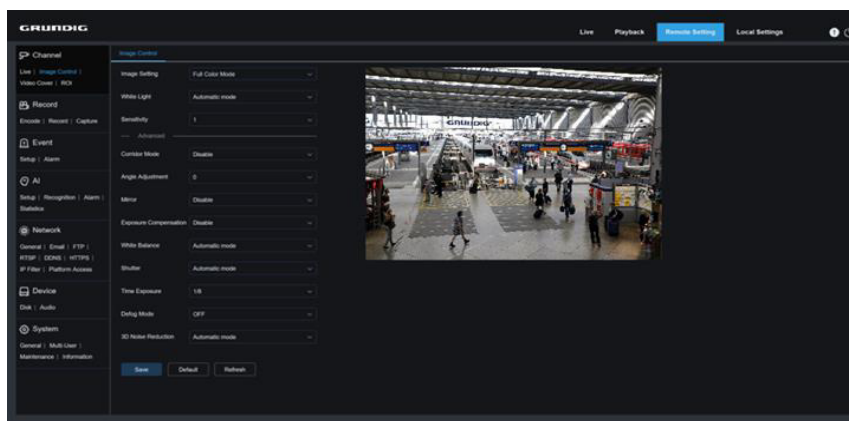 GRUNDIG
Live Playback Remote Setting Local Settings
Channel
Live | Image Control |
Video Cover | ROI
Record
Encode | Record | Capture
Event
Setup | Alarm
AI
Setup | Recognition | Alarm |
Statistics
Network
General | Email | FTP |
RTSP | DDNS | HTTPS |
IP Filter | Platform Access
Device
Disk | Audio
System
General | Multi-User |
Maintenance | Information
Image Control
Image Setting Full Color Mode
White Light Automatic mode
Sensitivity 1
Advanced
Corridor Mode Disable
Angle Adjustment 0
Mirror Disable
Exposure Compensation Disable
White Balance Automatic mode
Shutter Automatic mode
Time Exposure 1/8
Defog Mode OFF
3D Noise Reduction Automatic mode
Save Default Refresh
GRUNDIG